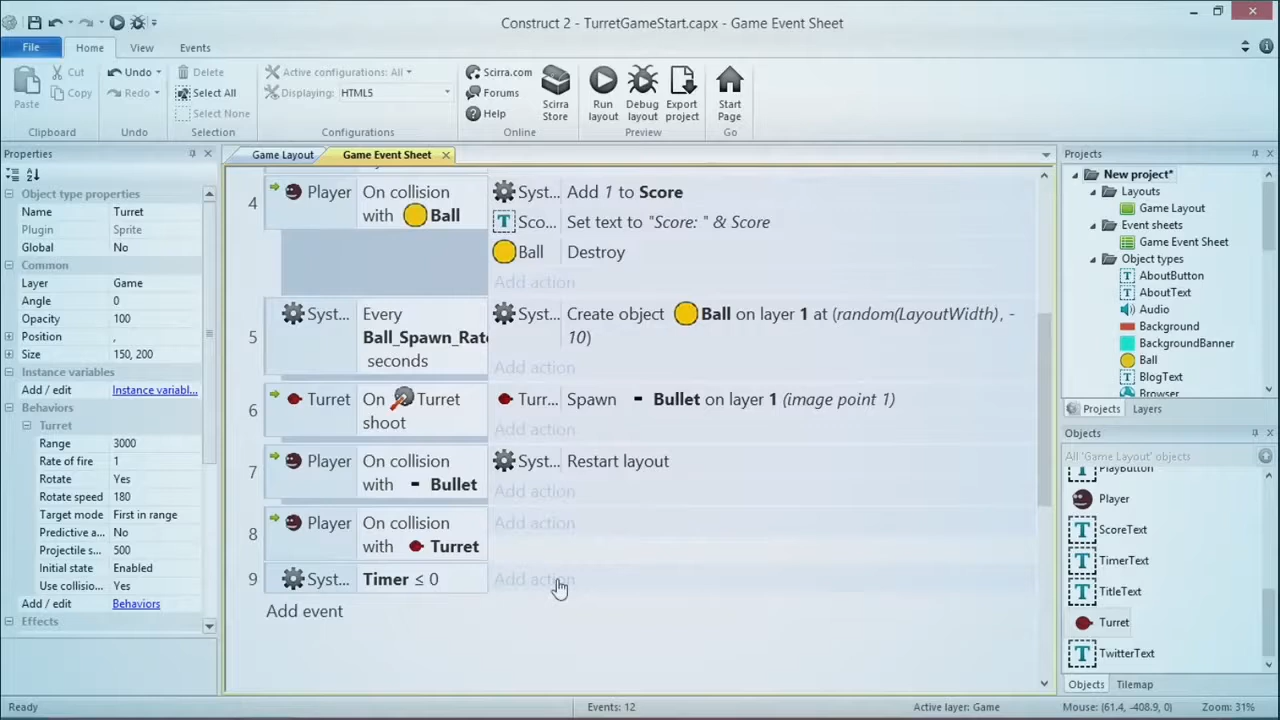 Construct 2 - TurretGameStart.capx - Game Event Sheet
File Home View Events
Paste Cut Copy
Undo Redo
Delete Select All Select None
Active configurations: All
Displaying: HTML5
Scirra.com Forums Help
Scirra Store
Run layout
Debug layout
Export project
Start Page
Clipboard Undo Selection Configurations Online Preview Go
Properties
Object type properties
Name Turret
Plugin Sprite
Global No
Common
Layer Game
Angle 0
Opacity 100
Position ,
Size 150, 200
Instance variables
Add / edit Instance variabl...
Behaviors
Turret
Range 3000
Rate of fire 1
Rotate Yes
Rotate speed 180
Target mode First in range
Predictive a... No
Projectile s... 500
Initial state Enabled
Use collisio... Yes
Add / edit Behaviors
Effects
Game Layout Game Event Sheet
4 Player On collision with Ball
Syst... Add 1 to Score
Sco... Set text to "Score: " & Score
Ball Destroy
Add action
5 Syst... Every Ball_Spawn_Rate seconds
Syst... Create object Ball on layer 1 at (random(LayoutWidth), -
10)
Add action
6 Turret On Turret shoot
Turr... Spawn Bullet on layer 1 (image point 1)
Add action
7 Player On collision with Bullet
Syst... Restart layout
Add action
8 Player On collision with Turret
Add action
9 Syst... Timer ≤ 0
Add action
Add event
Projects
New project*
Layouts
Game Layout
Event sheets
Game Event Sheet
Object types
AboutButton
AboutText
Audio
Background
BackgroundBanner
Ball
BlogText
Browser
Projects Layers
Objects
All 'Game Layout' objects
PlayButton
Player
ScoreText
TimerText
TitleText
Turret
TwitterText
Objects Tilemap
Ready Events: 12 Active layer: Game Mouse: (61.4, -408.9, 0) Zoom: 31%